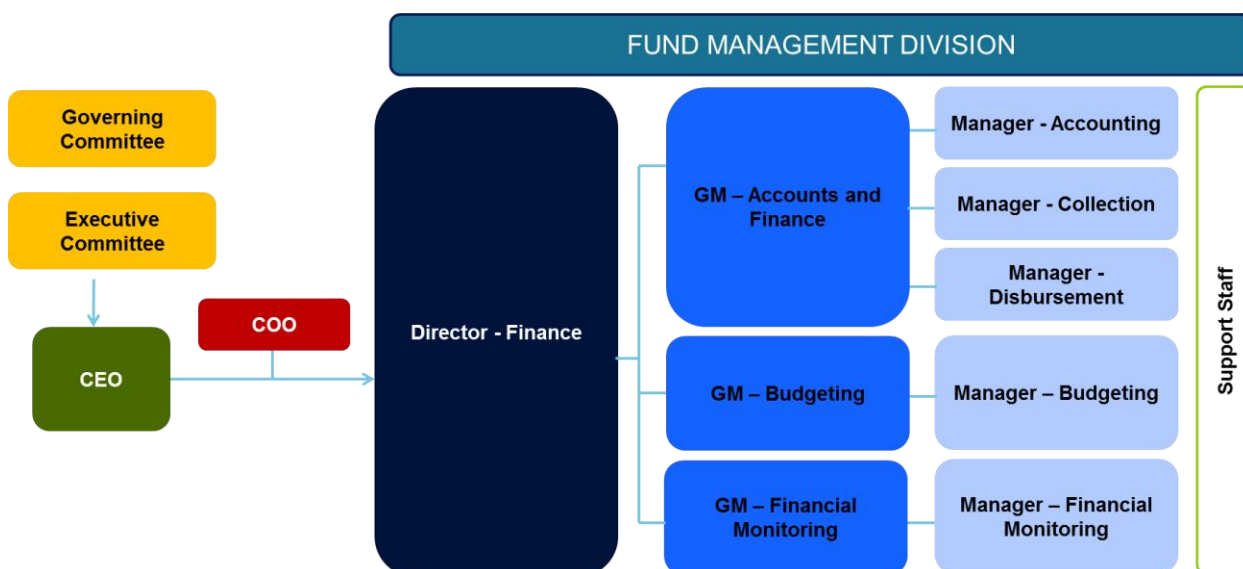 FUND MANAGEMENT DIVISION
Governing
Committee
Executive
Committee
CEO
COO
Director - Finance
GM – Accounts and
Finance
Manager - Accounting
Manager - Collection
Manager -
Disbursement
GM – Budgeting
Manager – Budgeting
GM – Financial
Monitoring
Manager – Financial
Monitoring
Support Staff